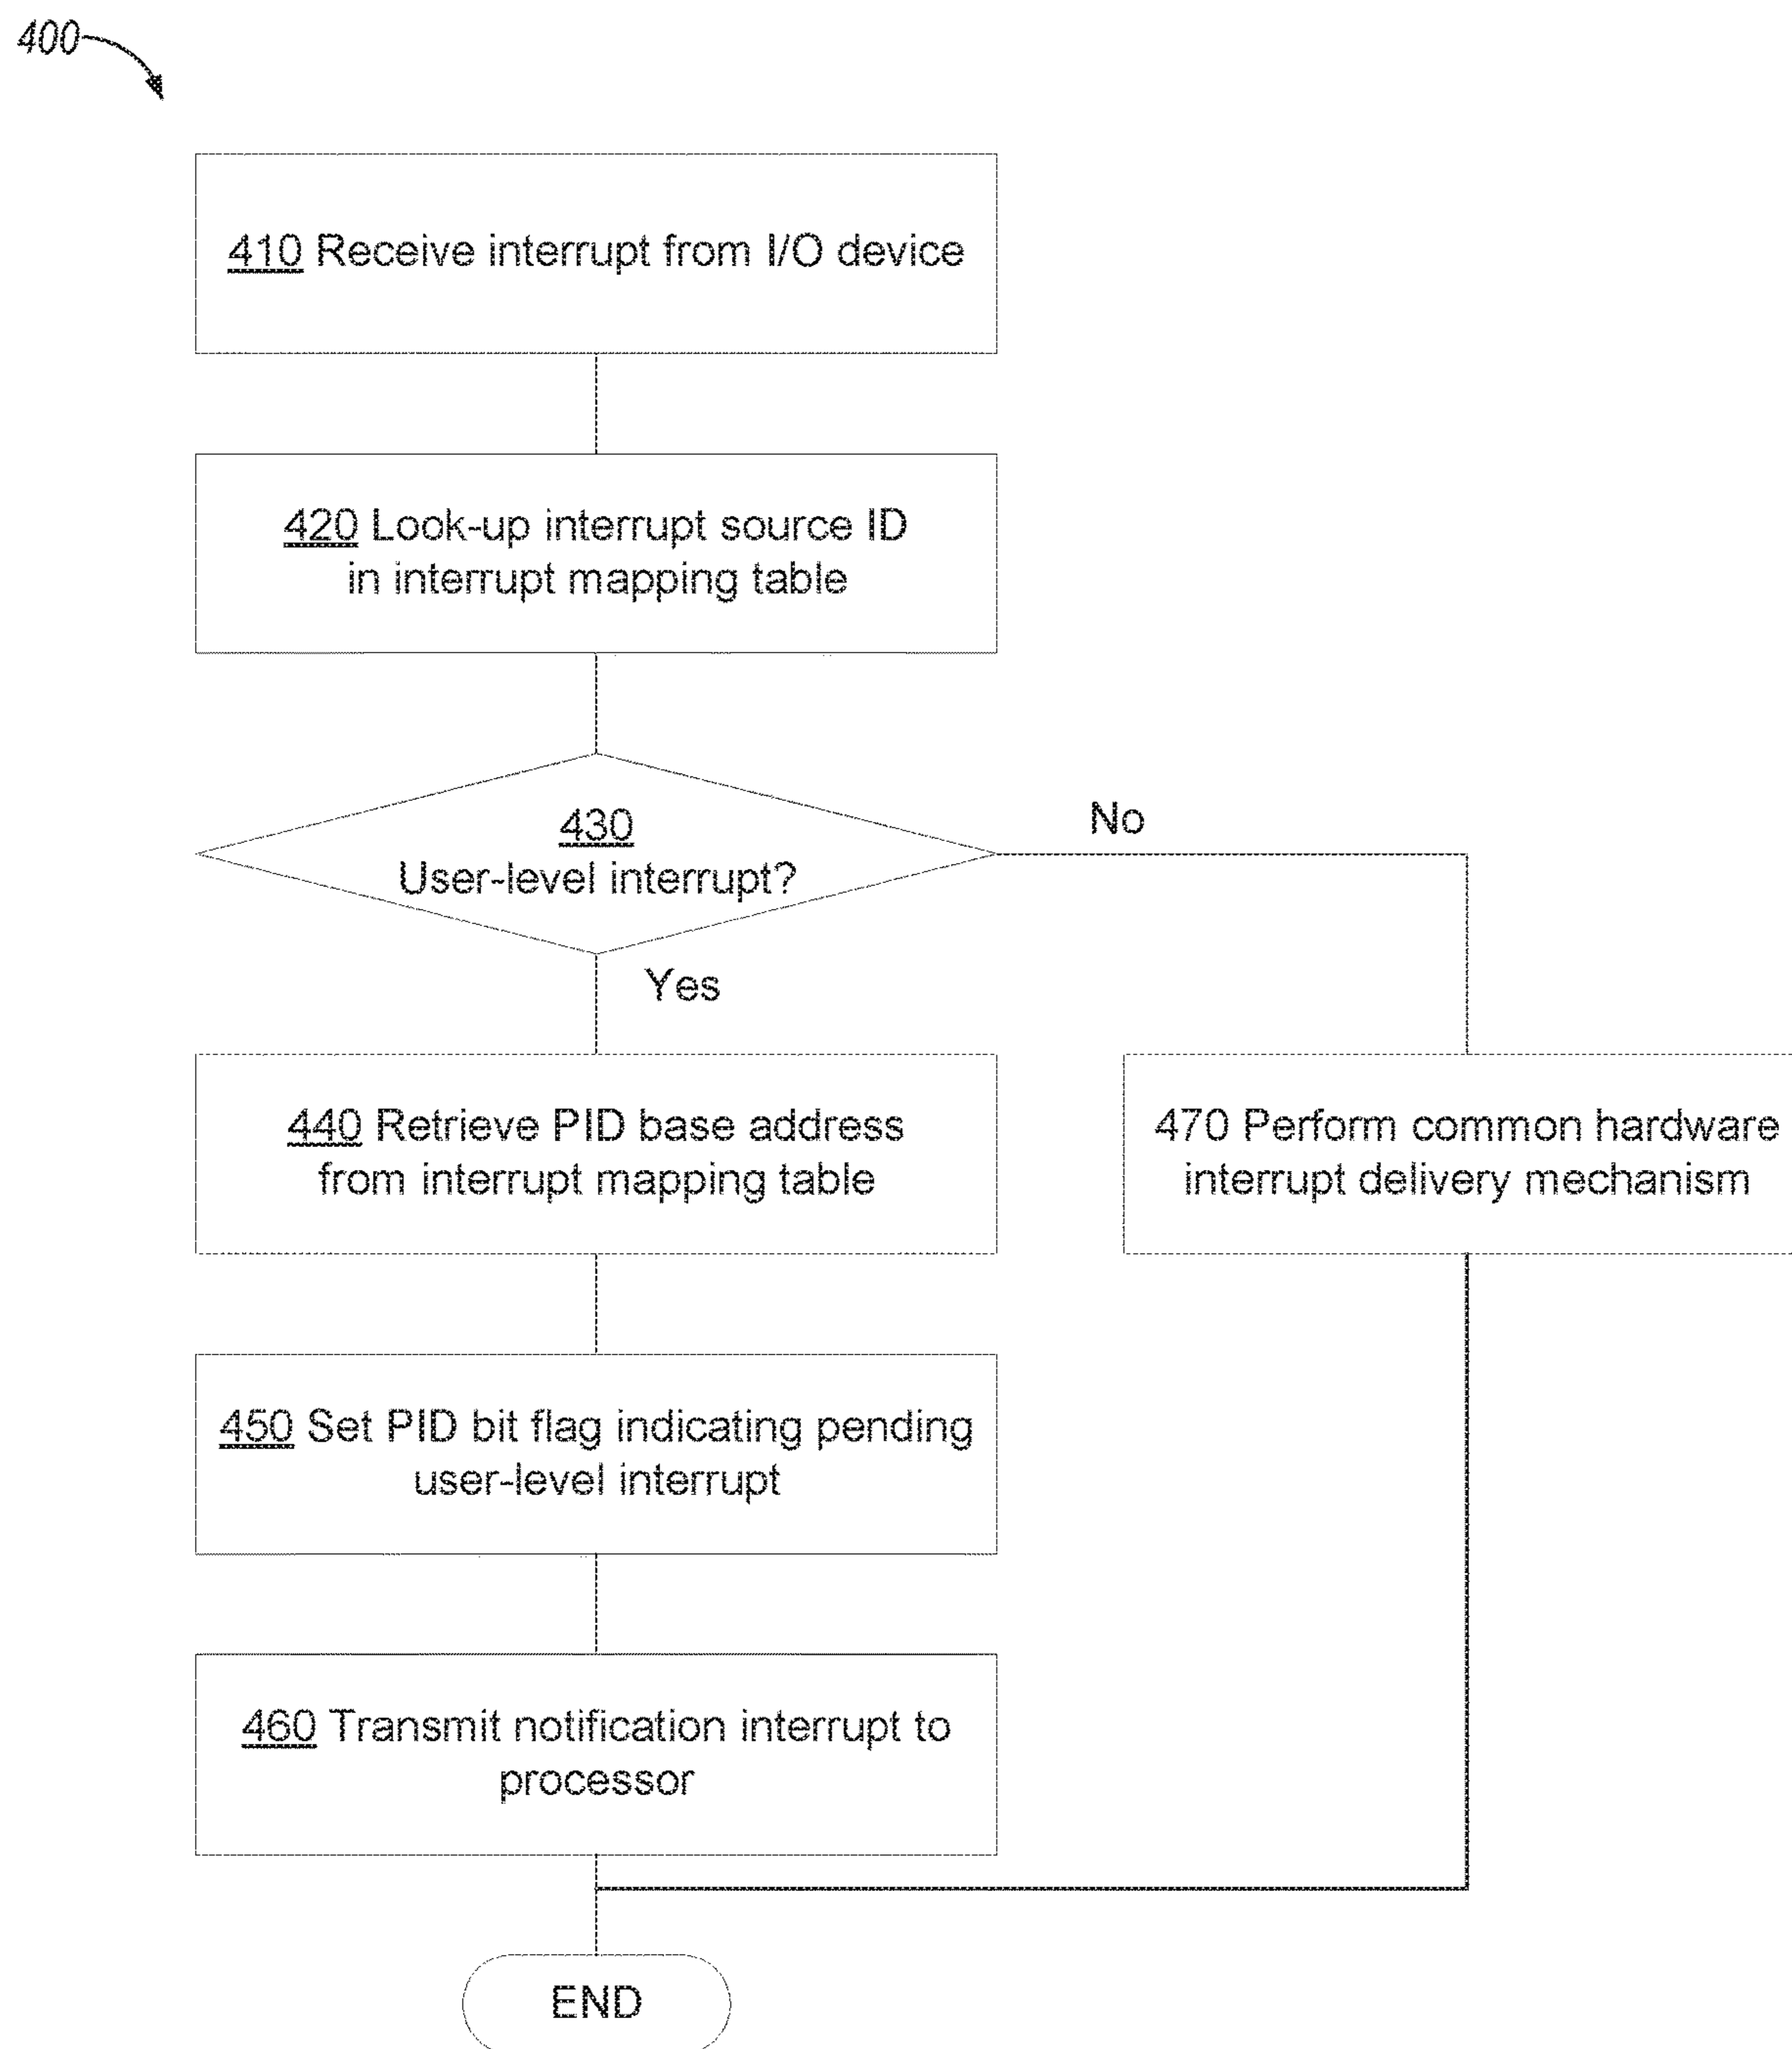 400
410 Receive interrupt from I/O device
420 Look-up interrupt source ID
in interrupt mapping table
430
User-level interrupt?
No
Yes
440 Retrieve PID base address
from interrupt mapping table
470 Perform common hardware
interrupt delivery mechanism
450 Set PID bit flag indicating pending
user-level interrupt
460 Transmit notification interrupt to
processor
END